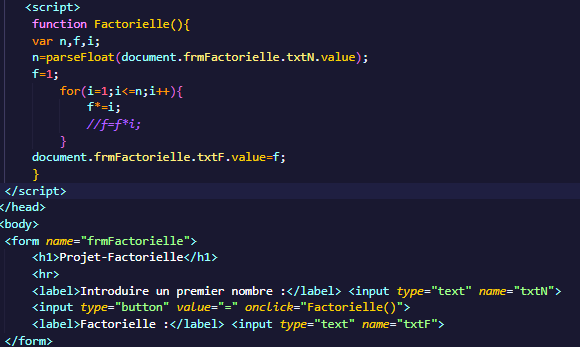 <script>
function Factorielle(){
var n,f,i;
n=parseFloat(document.frmFactorielle.txtN.value);
f=1;
for(i=1;i<=n;i++){
f*=i;
//f=f*i;
}
document.frmFactorielle.txtF.value=f;
}
</script>
</head>
<body>
<form name="frmFactorielle">
<h1>Projet-Factorielle</h1>
<hr>
<label>Introduire un premier nombre :</label> <input type="text" name="txtN">
<input type="button" value="=" onclick="Factorielle()">
<label>Factorielle :</label> <input type="text" name="txtF">
</form>